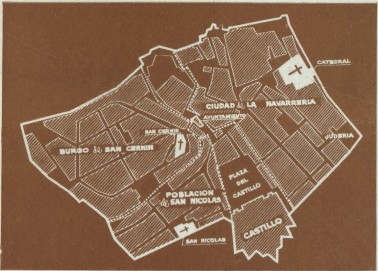 CATEDRAL
CIUDAD de LA NAVARRERIA
AYUNTAMIENTO
SAN CERNIN
JUDERIA
BURGO de SAN CERNIN
PLAZA
DEL
CASTILLO
POBLACION
de SAN NICOLAS
CASTILLO
SAN NICOLAS